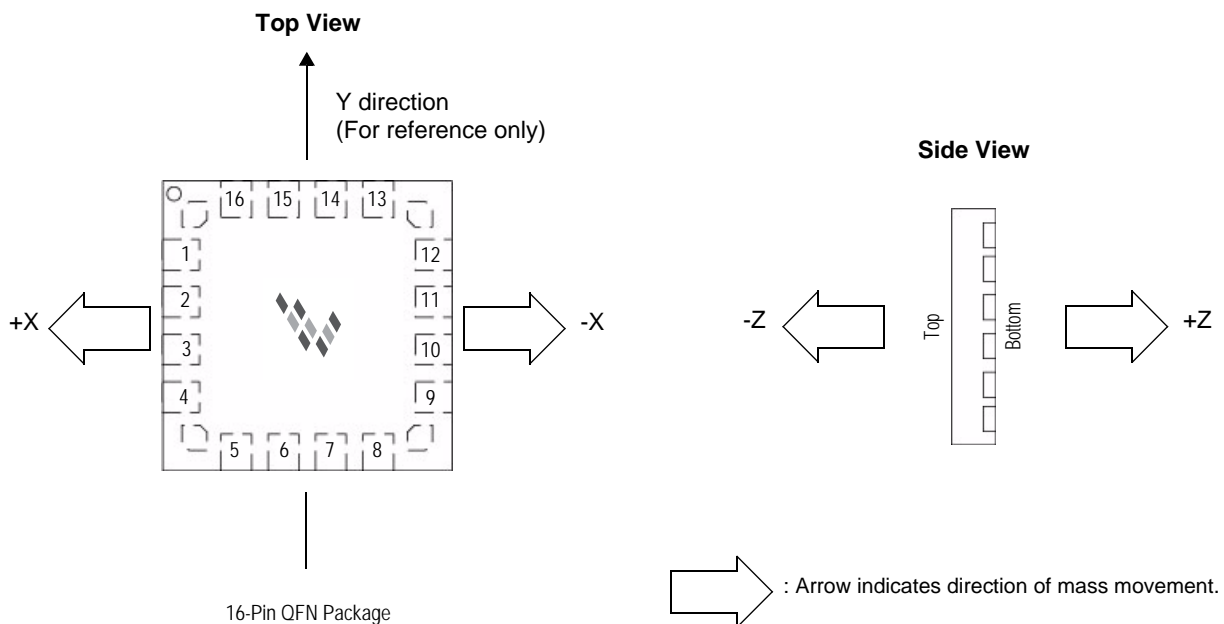 Top View
Y direction
(For reference only)
Side View
16 15 14 13
1 12
2 11
3 10
4 9
5 6 7 8
+X
-X
-Z
Top
Bottom
+Z
16-Pin QFN Package
: Arrow indicates direction of mass movement.